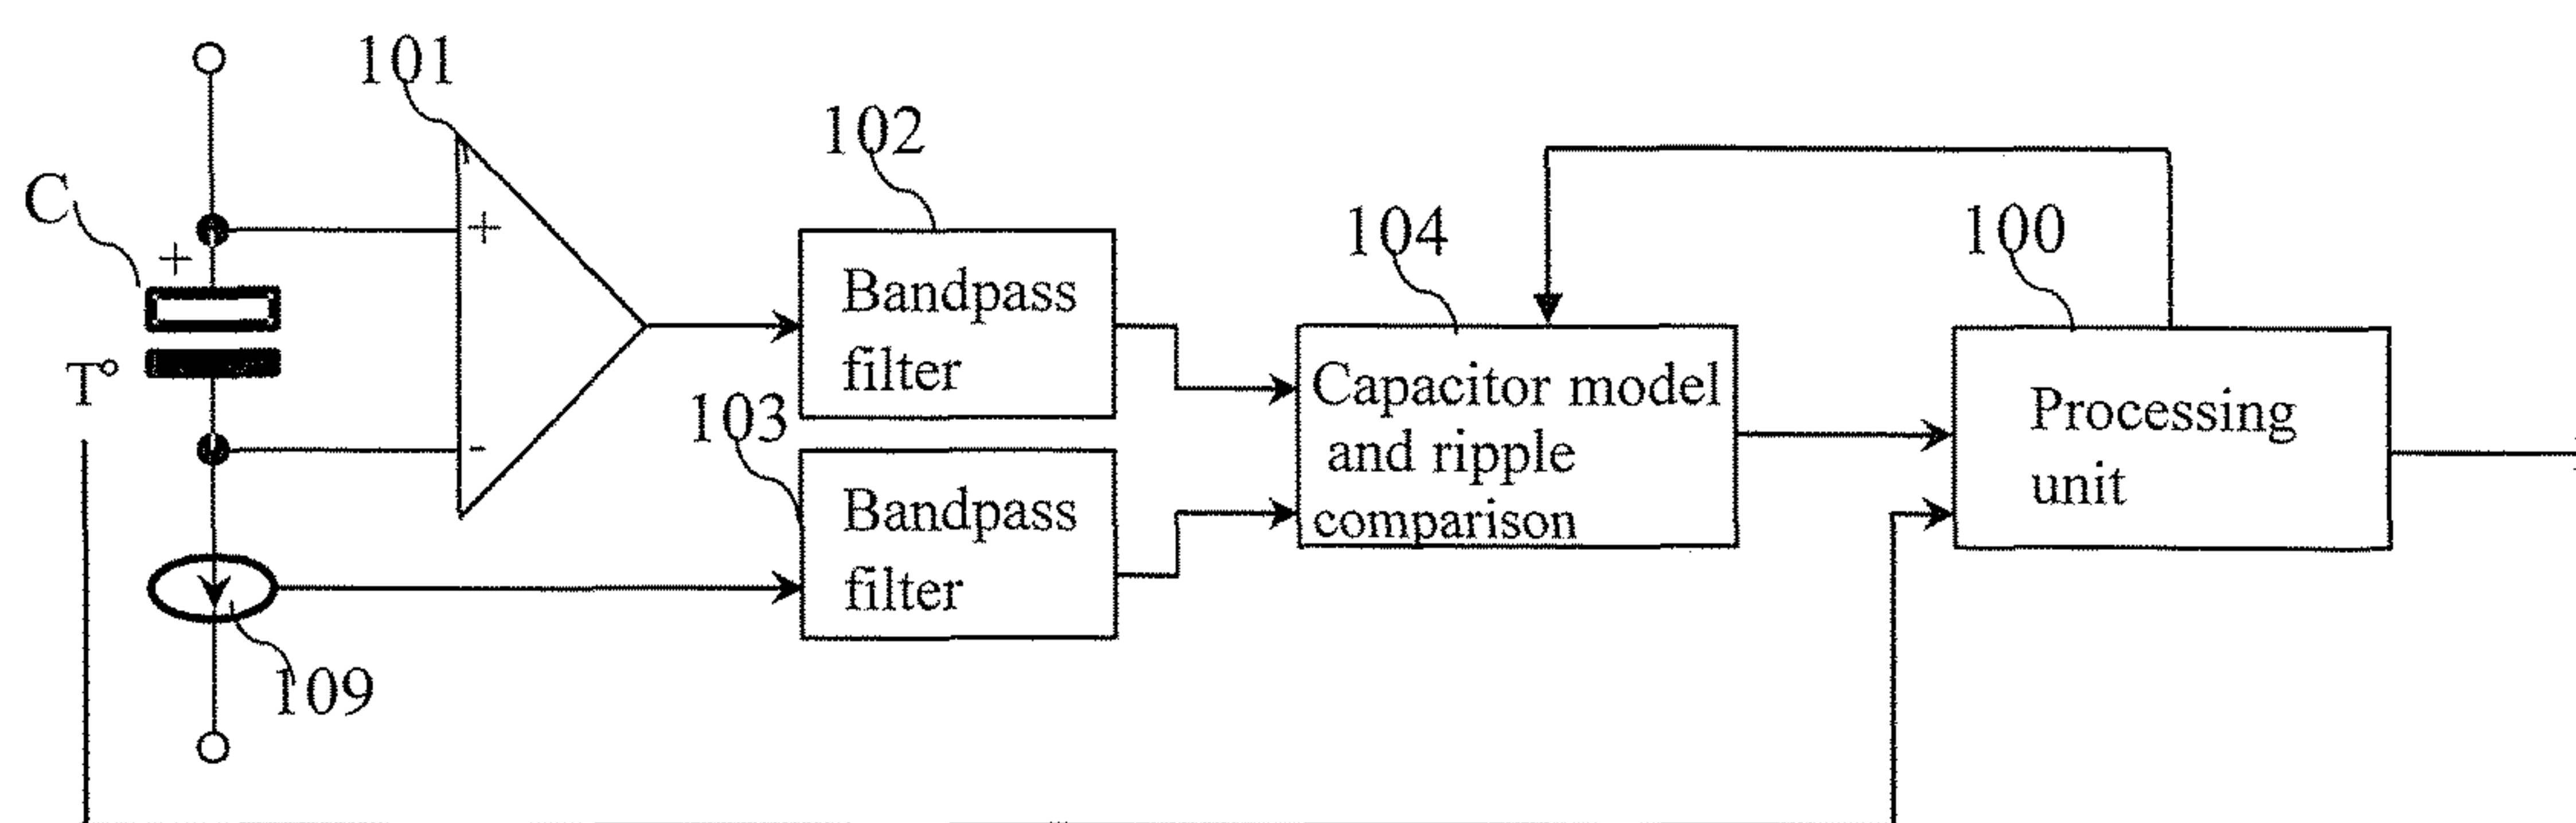 101
102
C
+
+
104
100
Bandpass
filter
T°
103
-
Capacitor model
and ripple
comparison
Processing
unit
Bandpass
filter
109